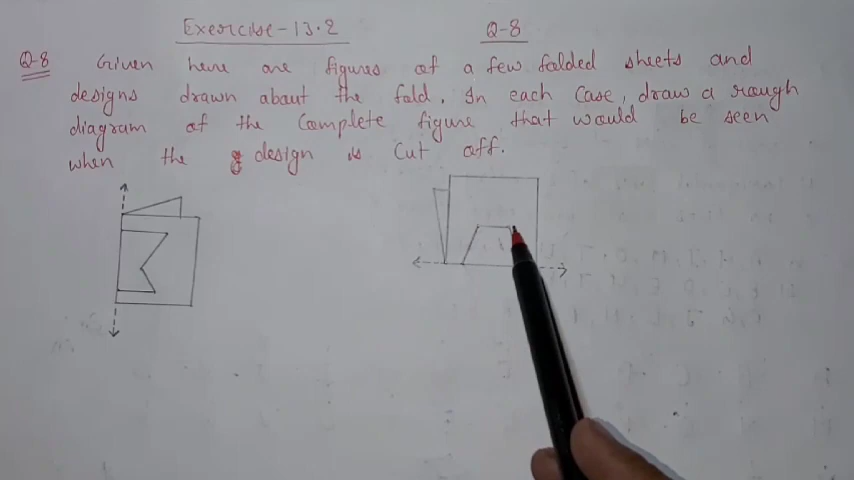 Exercise-13.2 Q-8
Q-8 Given here are figures of a few folded sheets and
designs drawn about the fold. In each case, draw a rough
diagram of the complete figure that would be seen
when the design is cut off.